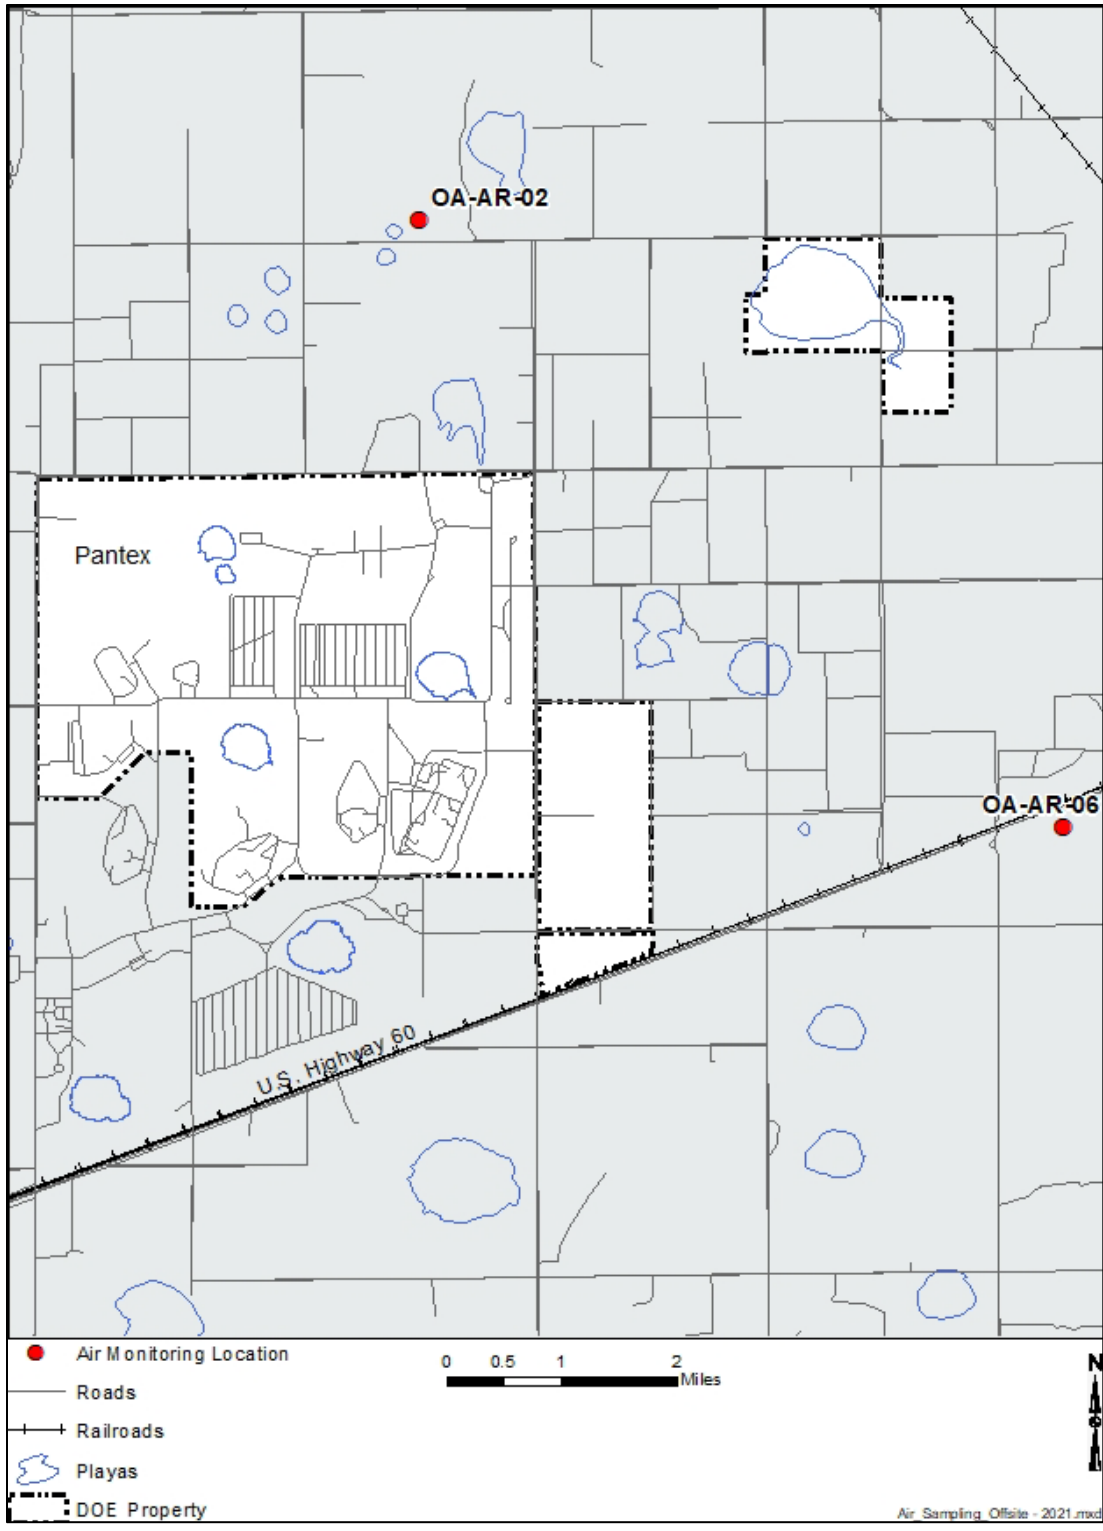 OA-AR-02
Pantex
OA-AR-06
U.S. Highway 60
Air Monitoring Location
Roads
Railroads
Playas
DOE Property
0 0.5 1 2
Miles
N
Air_Sampling_Offsite - 2021.mxd